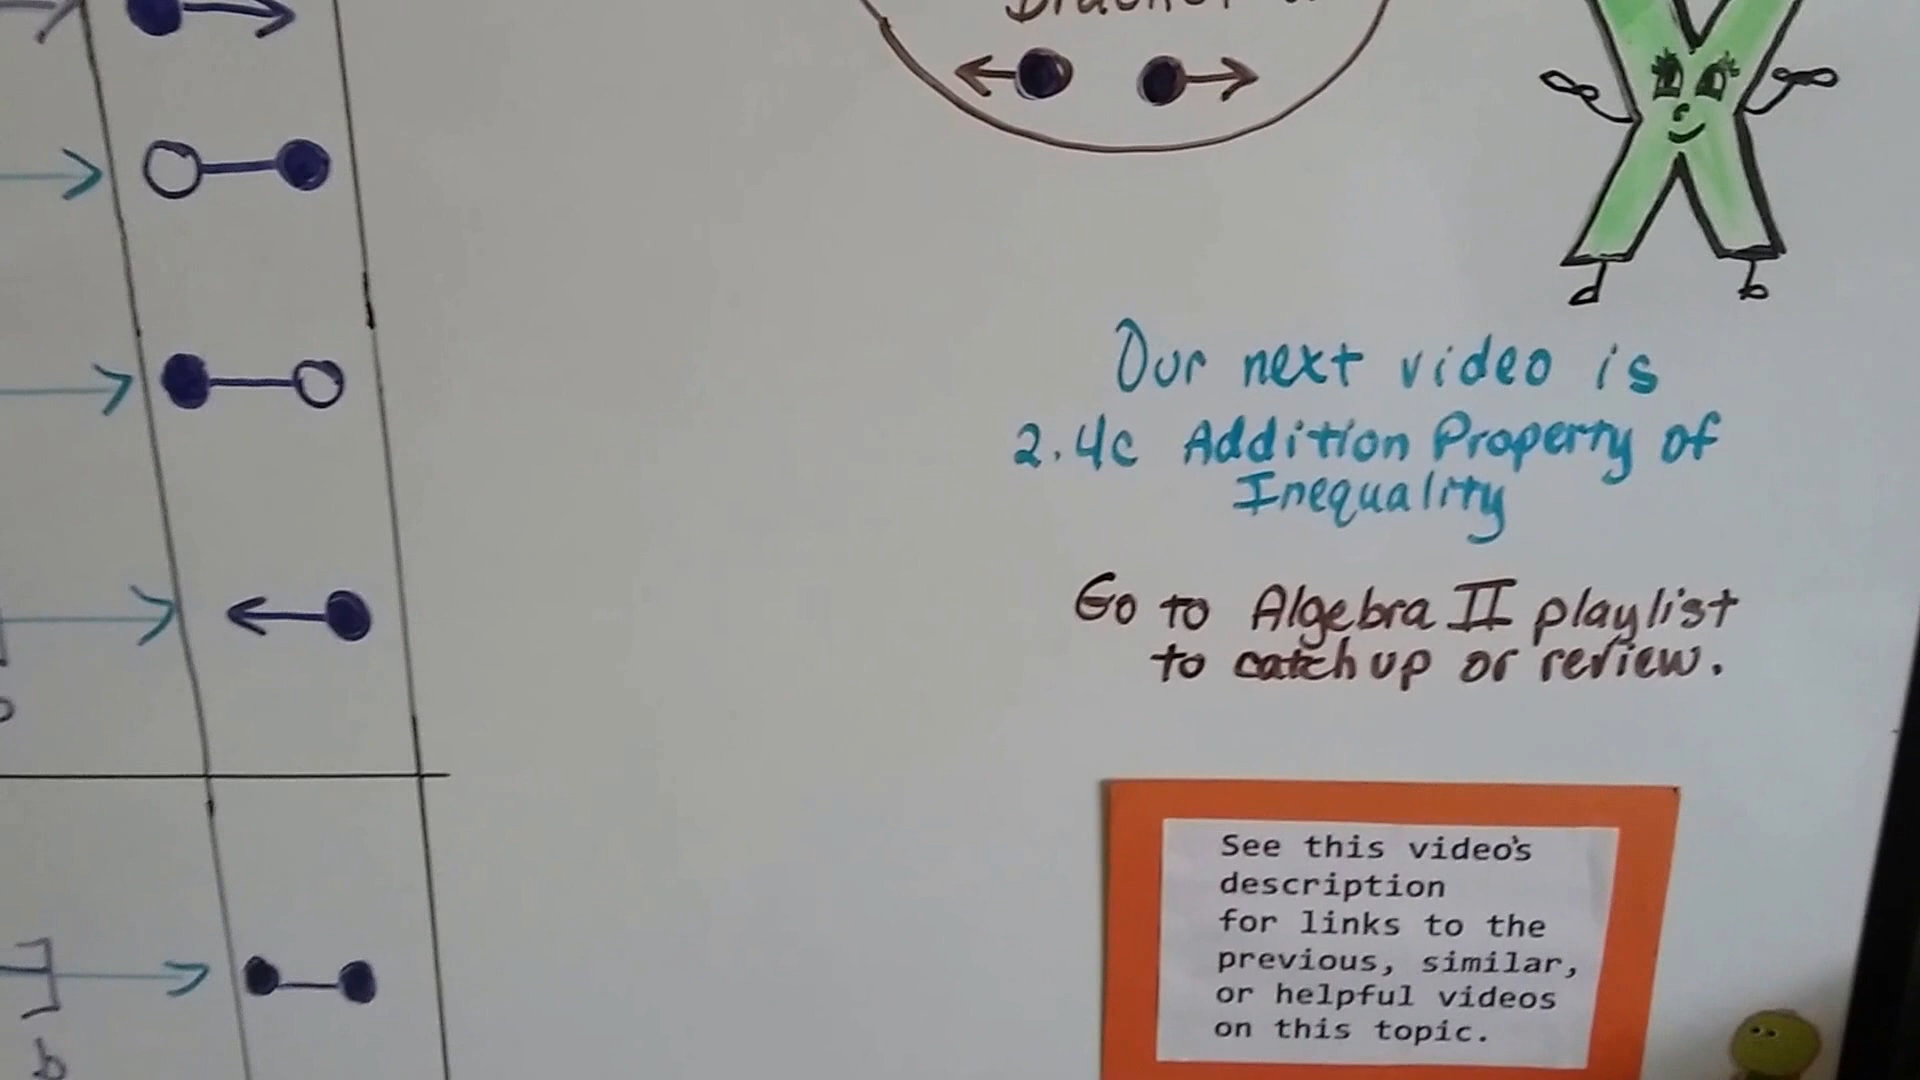 Our next video is
2.4c Addition Property of
Inequality
Go to Algebra II playlist
to catch up or review.
See this video's
description
for links to the
previous, similar,
or helpful videos
on this topic.
b